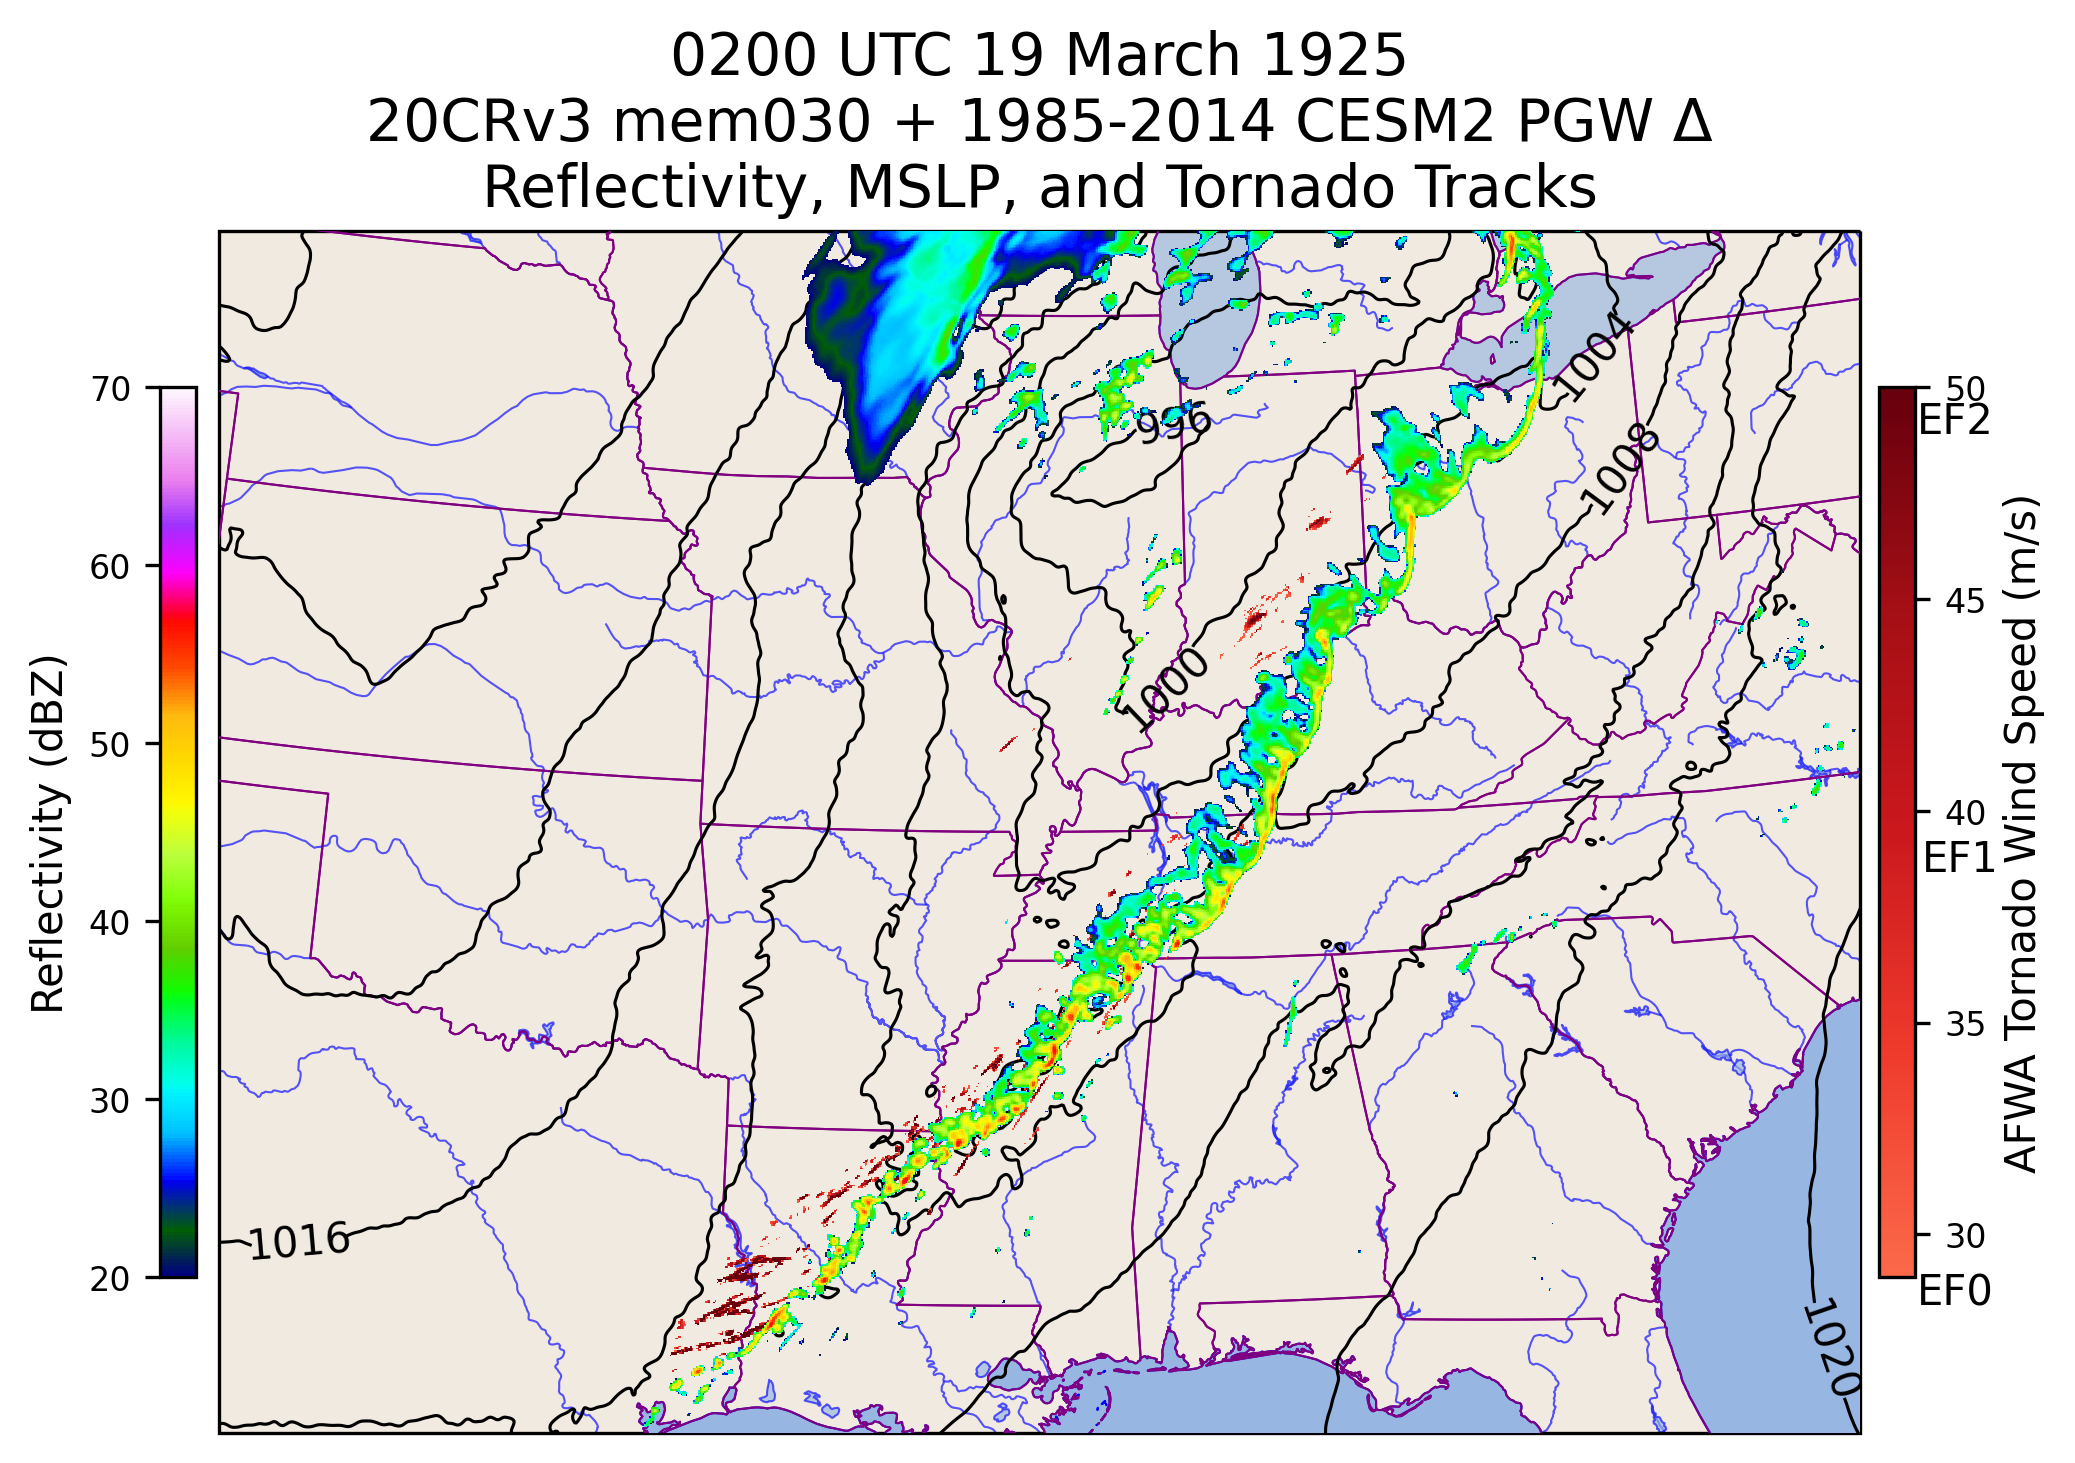 0200 UTC 19 March 1925
20CRv3 mem030 + 1985-2014 CESM2 PGW Δ
Reflectivity, MSLP, and Tornado Tracks
70
60
50
40
30
20
Reflectivity (dBZ)
996
1004
1008
1000
1016
1020
50
EF2
45
40
EF1
35
30
EF0
AFWA Tornado Wind Speed (m/s)